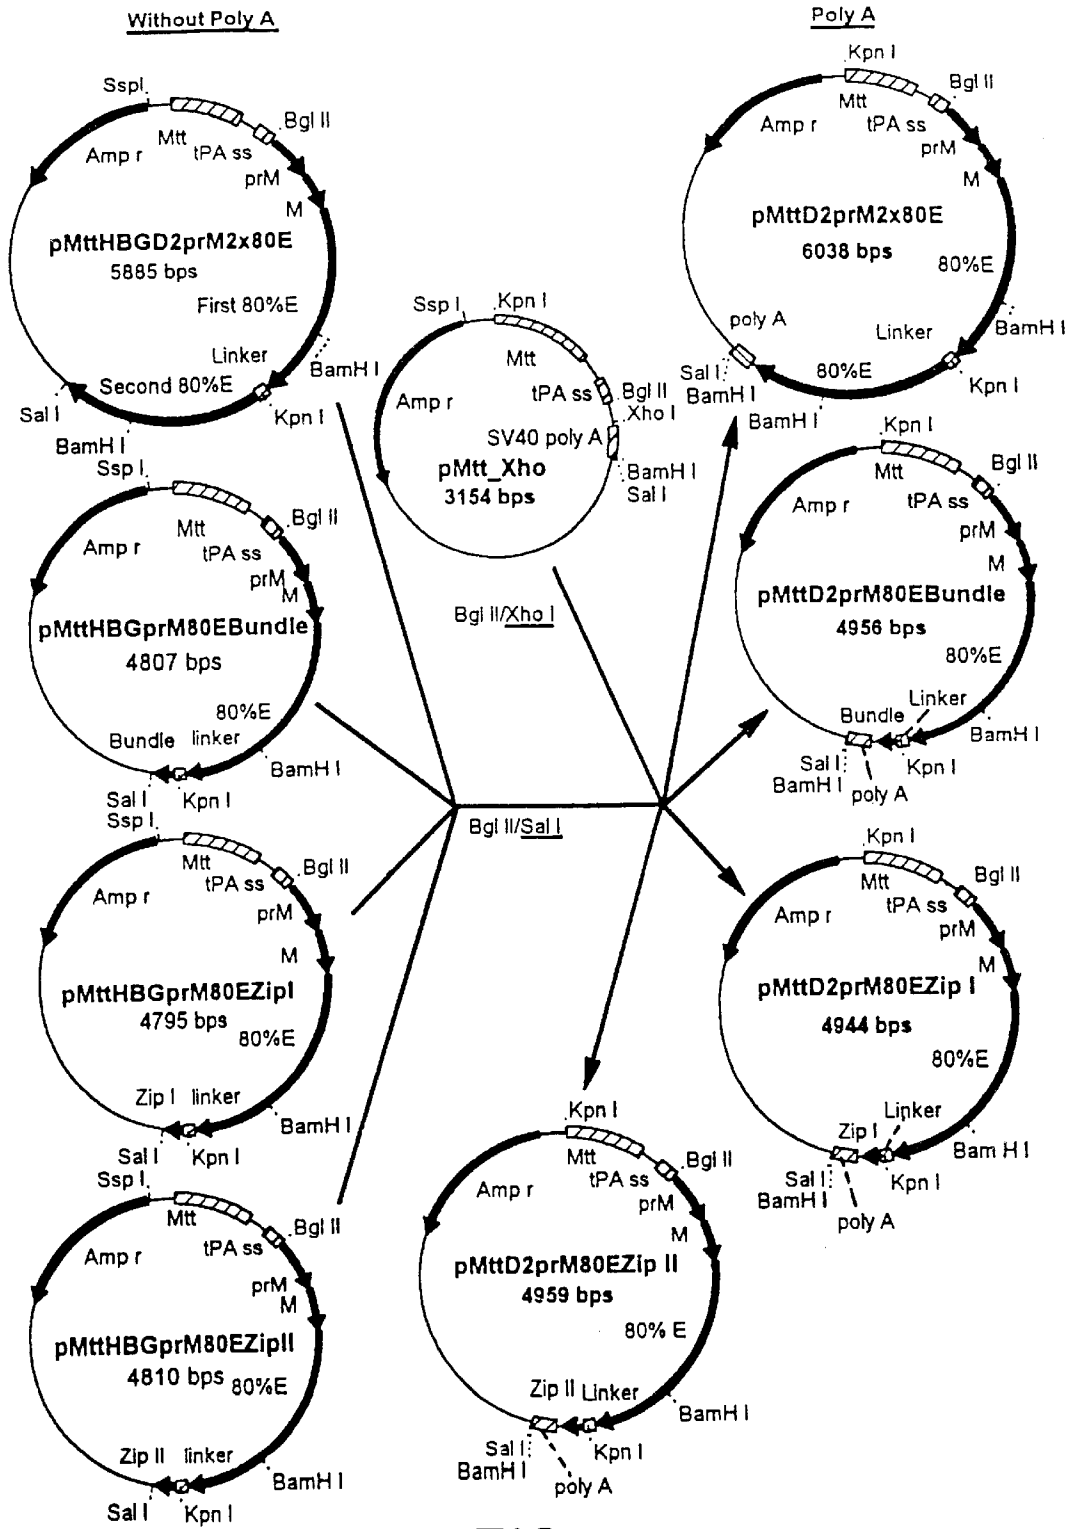 Without Poly A
Poly A
SspI
Mtt
Bgl II
Amp r
tPA ss
prM
M
pMttHBGD2prM2x80E
5885 bps
First 80%E
Linker
BamH I
Second 80%E
Sal I
Kpn I
BamH I
Kpn I
Mtt
Bgl II
Amp r
tPA ss
prM
M
pMttD2prM2x80E
6038 bps
80%E
BamH I
poly A
Linker
Sal I
BamH I
80%E
Kpn I
BamH I
Ssp I
Kpn I
Mtt
Amp r
tPA ss
Bgl II
Xho I
SV40 poly A
pMtt_Xho
3154 bps
BamH I
Sal I
Ssp I
Mtt
Bgl II
Amp r
tPA ss
prM
M
pMttHBGprM80EBundle
4807 bps
80%E
Bundle linker
BamH I
Sal I
Kpn I
Bgl II/Xho I
Kpn I
Mtt
Bgl II
Amp r
tPA ss
prM
M
pMttD2prM80EBundle
4956 bps
80%E
Bundle
Linker
BamH I
Sal I
BamH I
Kpn I
poly A
Bgl II/Sal I
Ssp I
Mtt
Bgl II
Amp r
tPA ss
prM
M
pMttHBGprM80EZipI
4795 bps
80%E
Zip I linker
BamH I
Sal I
Kpn I
Kpn I
Mtt
Bgl II
Amp r
tPA ss
prM
M
pMttD2prM80EZip I
4944 bps
80%E
Linker
Zip I
Bam H I
Sal I
BamH I
Kpn I
poly A
Ssp I
Mtt
Bgl II
Amp r
tPA ss
prM
M
pMttHBGprM80EZipII
4810 bps
80%E
Zip II linker
BamH I
Sal I
Kpn I
Kpn I
Mtt
Bgl II
Amp r
tPA ss
prM
M
pMttD2prM80EZip II
4959 bps
80% E
Zip II Linker
BamH I
Sal I
BamH I
Kpn I
poly A